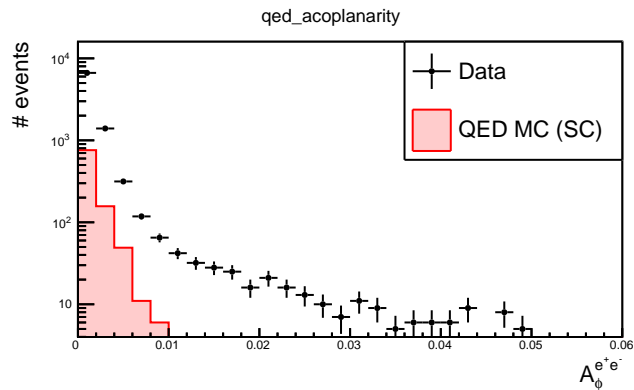 qed_acoplanarity
# events
10⁴
10³
10²
10
Data
QED MC (SC)
0 0.01 0.02 0.03 0.04 0.05 0.06
A_ϕ^{e⁺e⁻}